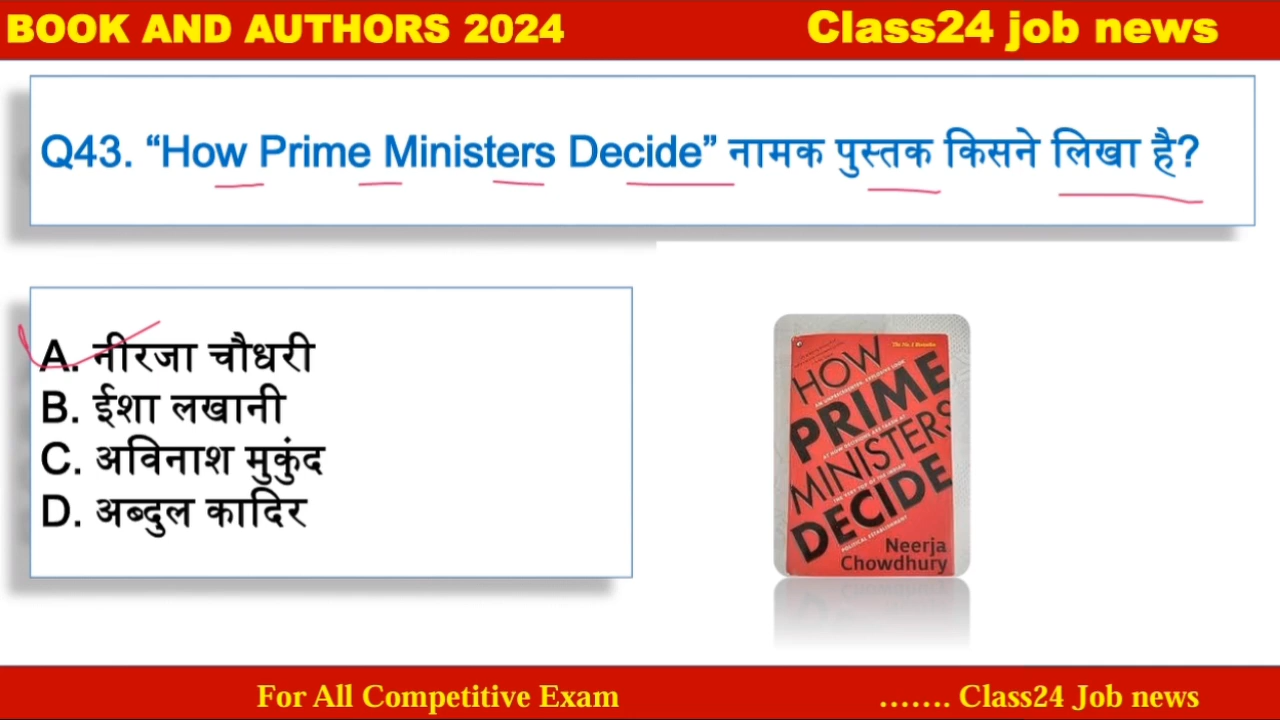 BOOK AND AUTHORS 2024
Class24 job news
Q43. “How Prime Ministers Decide” नामक पुस्तक किसने लिखा है?
A. नीरजा चौधरी
B. ईशा लखानी
C. अविनाश मुकुंद
D. अब्दुल कादिर
HOW
PRIME
MINISTERS
DECIDE
Neerja
Chowdhury
For All Competitive Exam
....... Class24 Job news